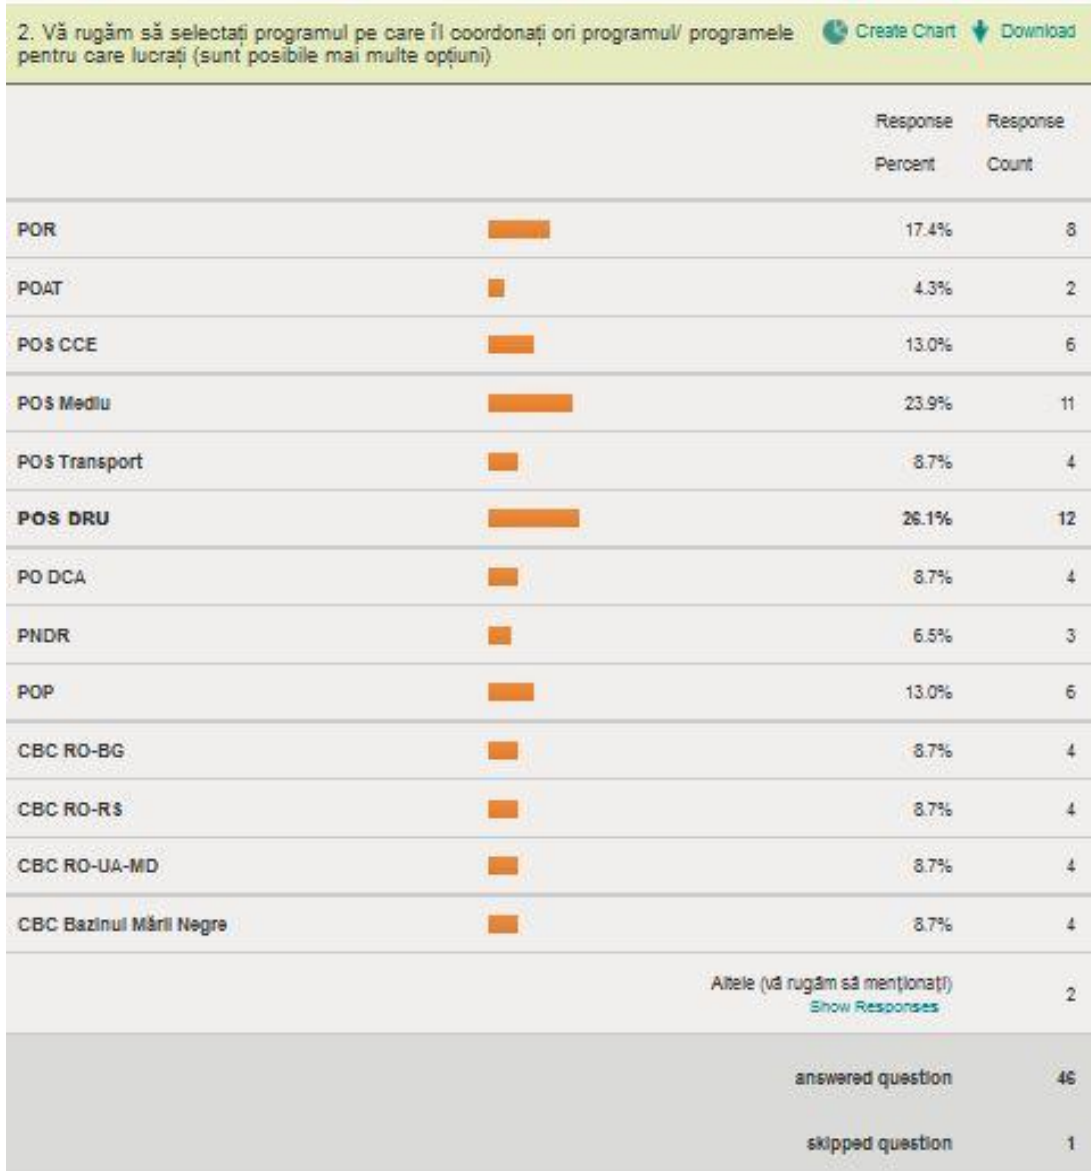 2. Vă rugăm să selectați programul pe care îl coordonați ori programul/ programele
pentru care lucrați (sunt posibile mai multe opțiuni)
Create Chart Download
Response Response
Percent Count
POR 17.4% 8
POAT 4.3% 2
POS CCE 13.0% 6
POS Mediu 23.9% 11
POS Transport 8.7% 4
POS DRU 26.1% 12
PO DCA 8.7% 4
PNDR 6.5% 3
POP 13.0% 6
CBC RO-BG 8.7% 4
CBC RO-RS 8.7% 4
CBC RO-UA-MD 8.7% 4
CBC Bazinul Mării Negre 8.7% 4
Altele (vă rugăm să menționați) 2
Show Responses
answered question 46
skipped question 1